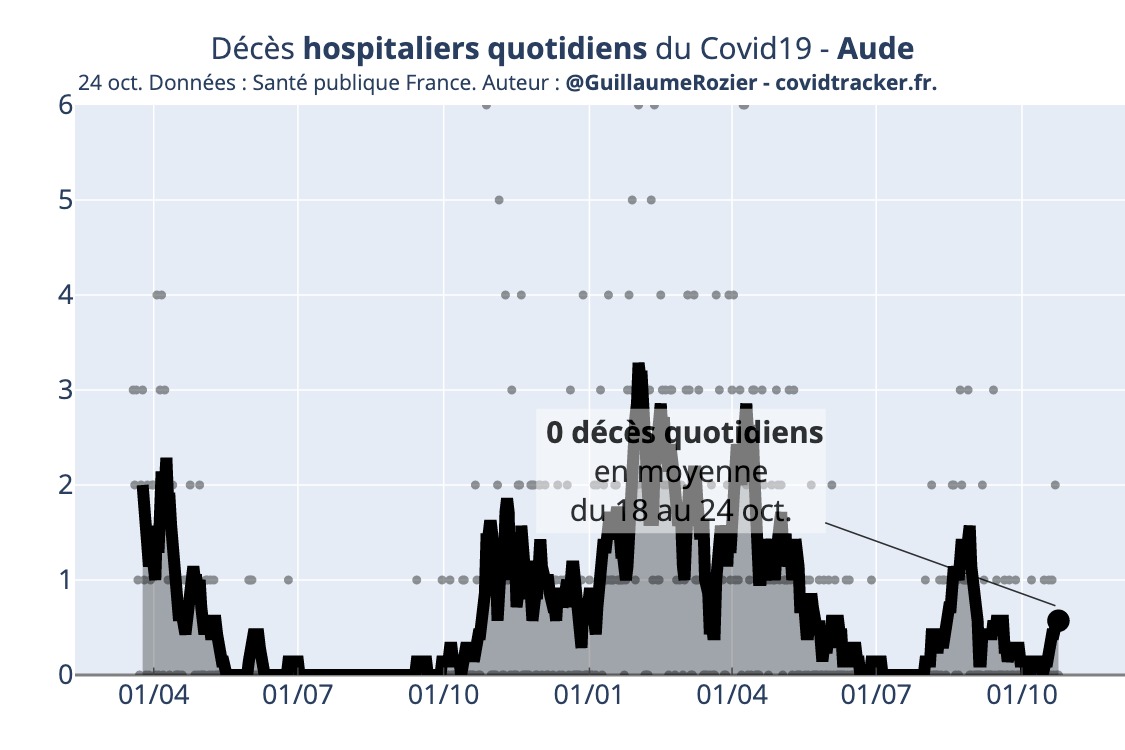 Décès hospitaliers quotidiens du Covid19 - Aude
24 oct. Données : Santé publique France. Auteur : @GuillaumeRozier - covidtracker.fr.
6
5
4
3
2
1
0
0 décès quotidiens
en moyenne
du 18 au 24 oct.
01/04 01/07 01/10 01/01 01/04 01/07 01/10